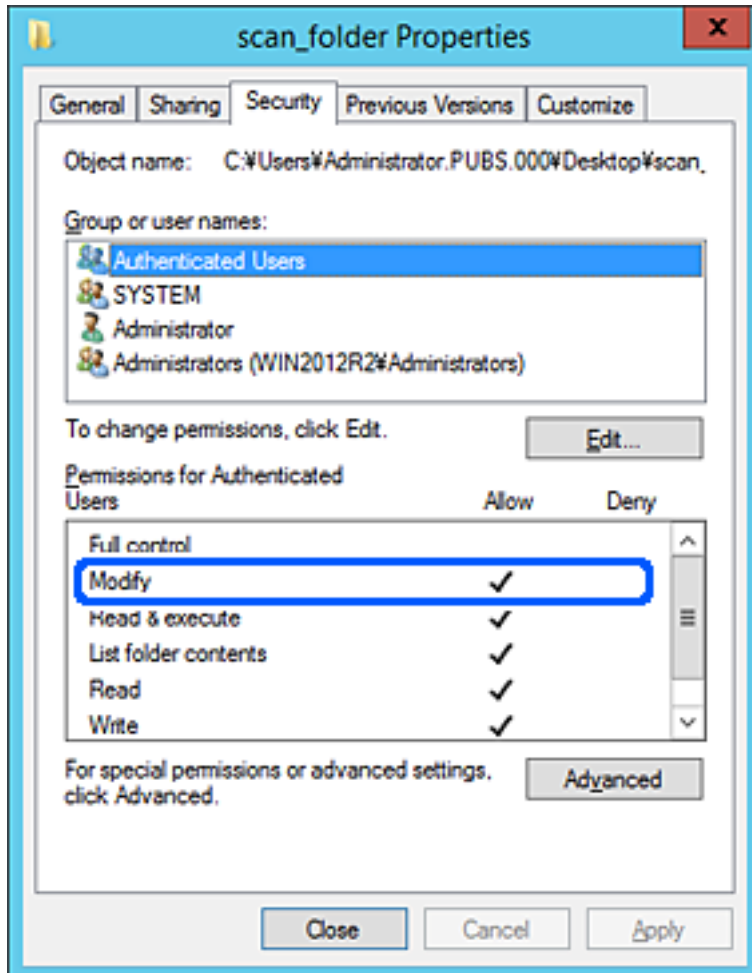 scan_folder Properties
General Sharing Security Previous Versions Customize
Object name: C:¥Users¥Administrator.PUBS.000¥Desktop¥scan_
Group or user names:
Authenticated Users
SYSTEM
Administrator
Administrators (WIN2012R2¥Administrators)
To change permissions, click Edit.
Edit...
Permissions for Authenticated
Users Allow Deny
Full control
Modify
Read & execute
List folder contents
Read
Write
For special permissions or advanced settings,
click Advanced.
Advanced
Close Cancel Apply